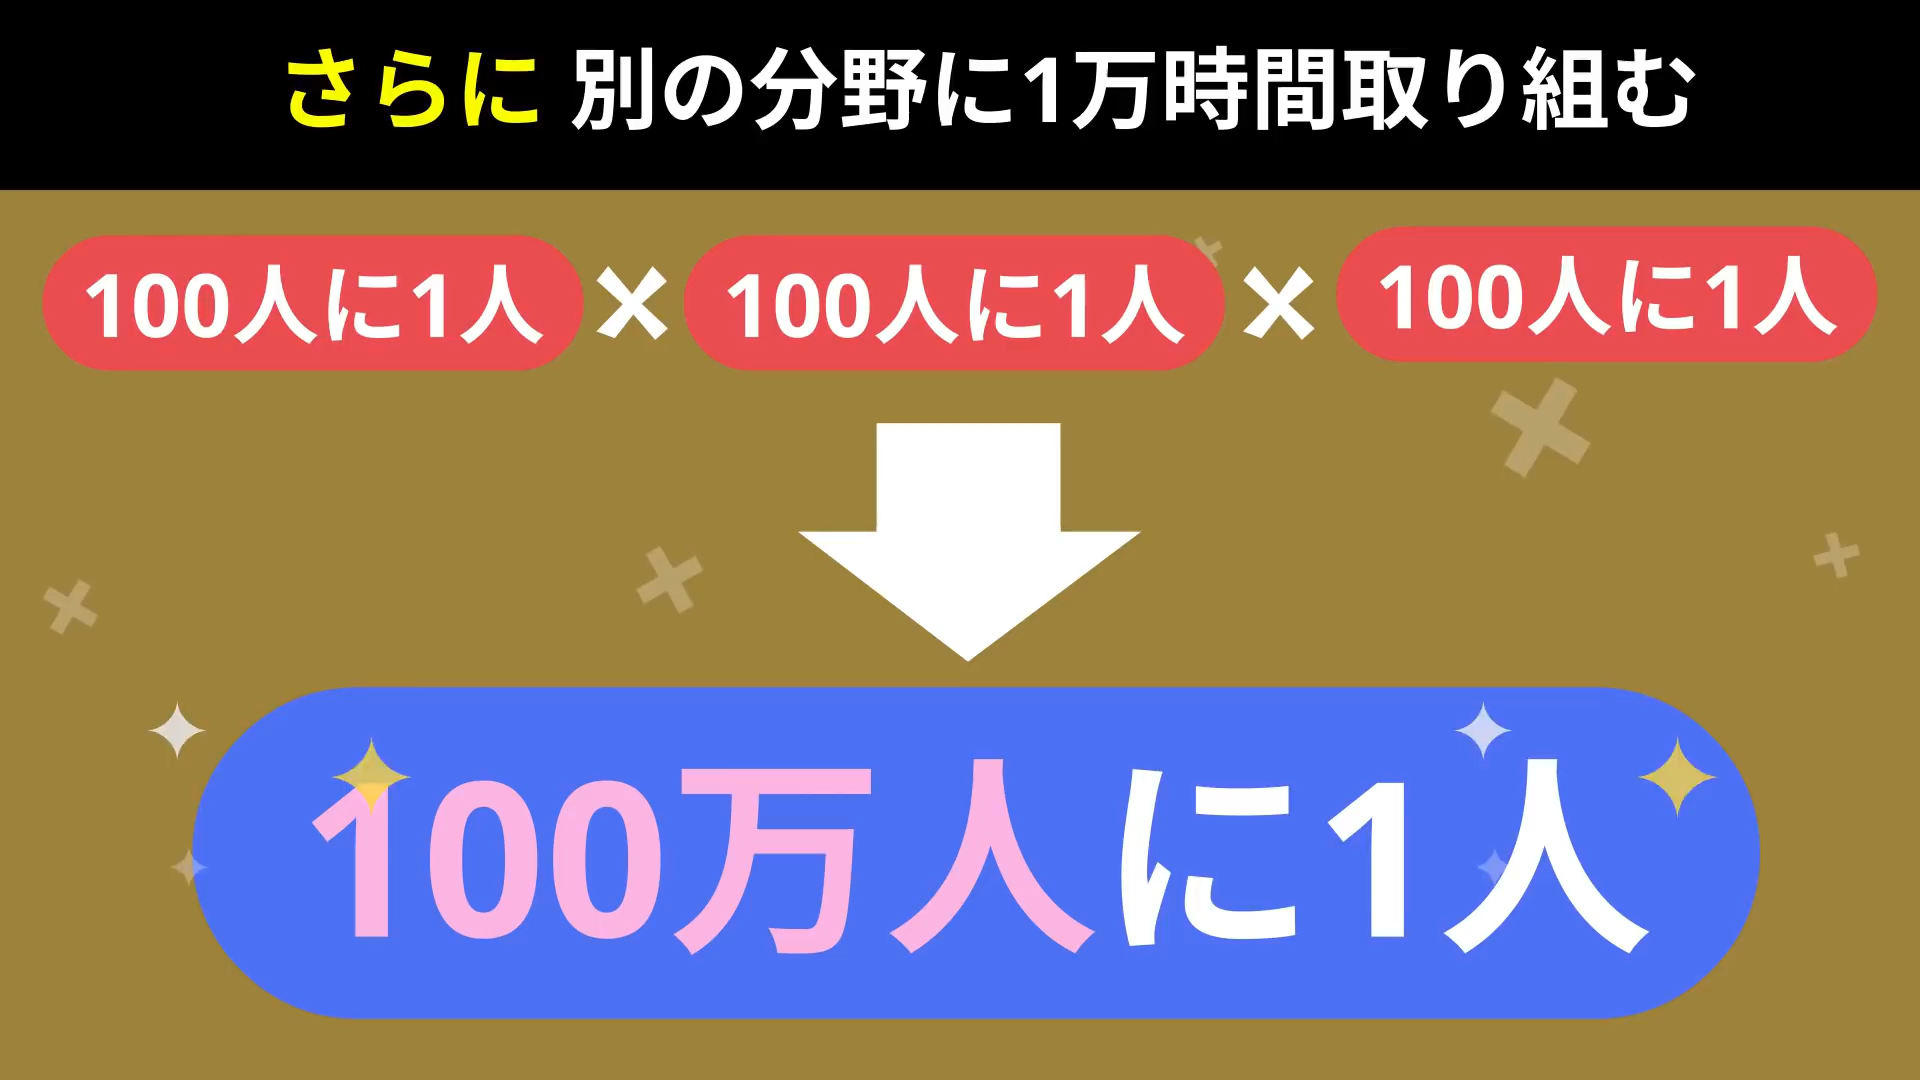 さらに 別の分野に1万時間取り組む
100人に1人 × 100人に1人 × 100人に1人
100万人に1人